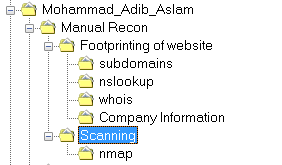 Mohammad_Adib_Aslam
Manual Recon
Footprinting of website
subdomains
nslookup
whois
Company Information
Scanning
nmap